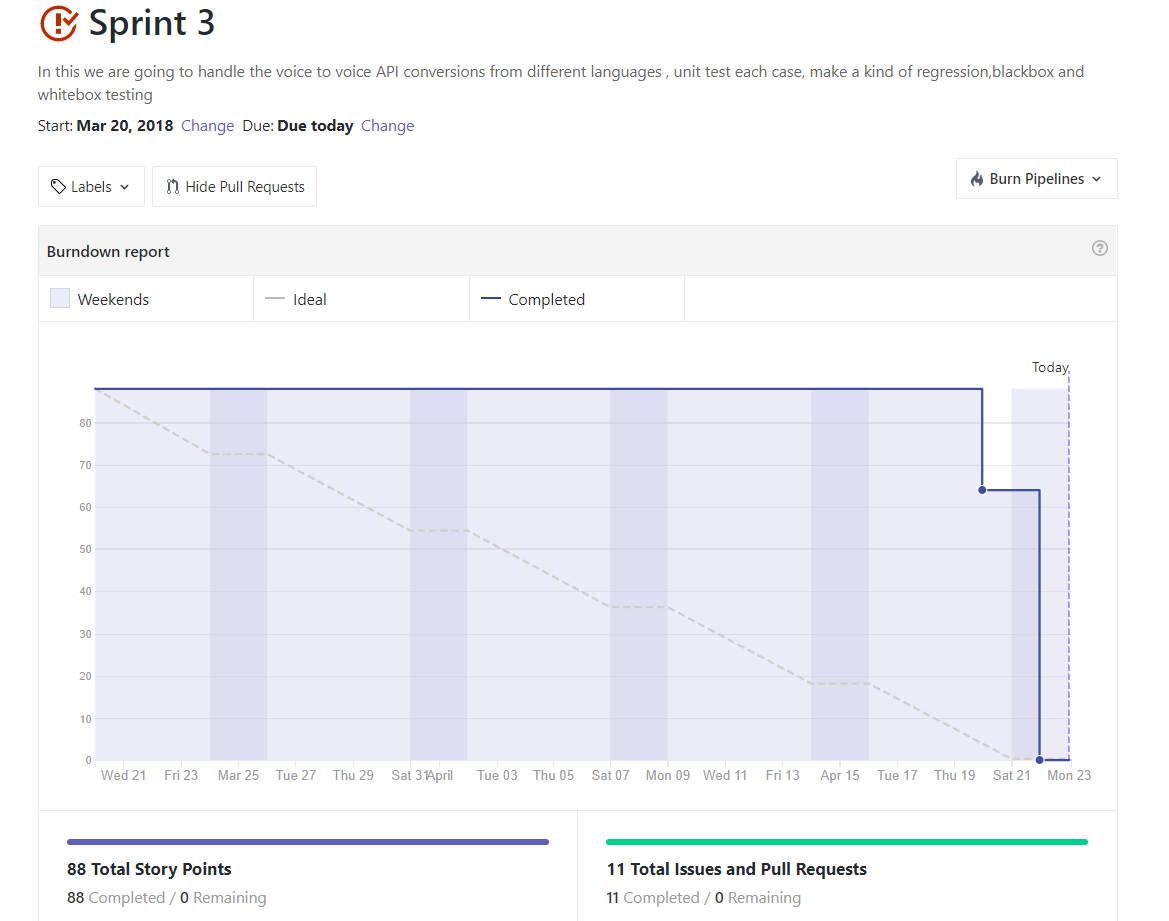 Sprint 3
In this we are going to handle the voice to voice API conversions from different languages , unit test each case, make a kind of regression,blackbox and
whitebox testing
Start: Mar 20, 2018 Change Due: Due today Change
Labels Hide Pull Requests Burn Pipelines
Burndown report
Weekends Ideal Completed
Today
80
70
60
50
40
30
20
10
0
Wed 21 Fri 23 Mar 25 Tue 27 Thu 29 Sat 31 April Tue 03 Thu 05 Sat 07 Mon 09 Wed 11 Fri 13 Apr 15 Tue 17 Thu 19 Sat 21 Mon 23
88 Total Story Points 11 Total Issues and Pull Requests
88 Completed / 0 Remaining 11 Completed / 0 Remaining